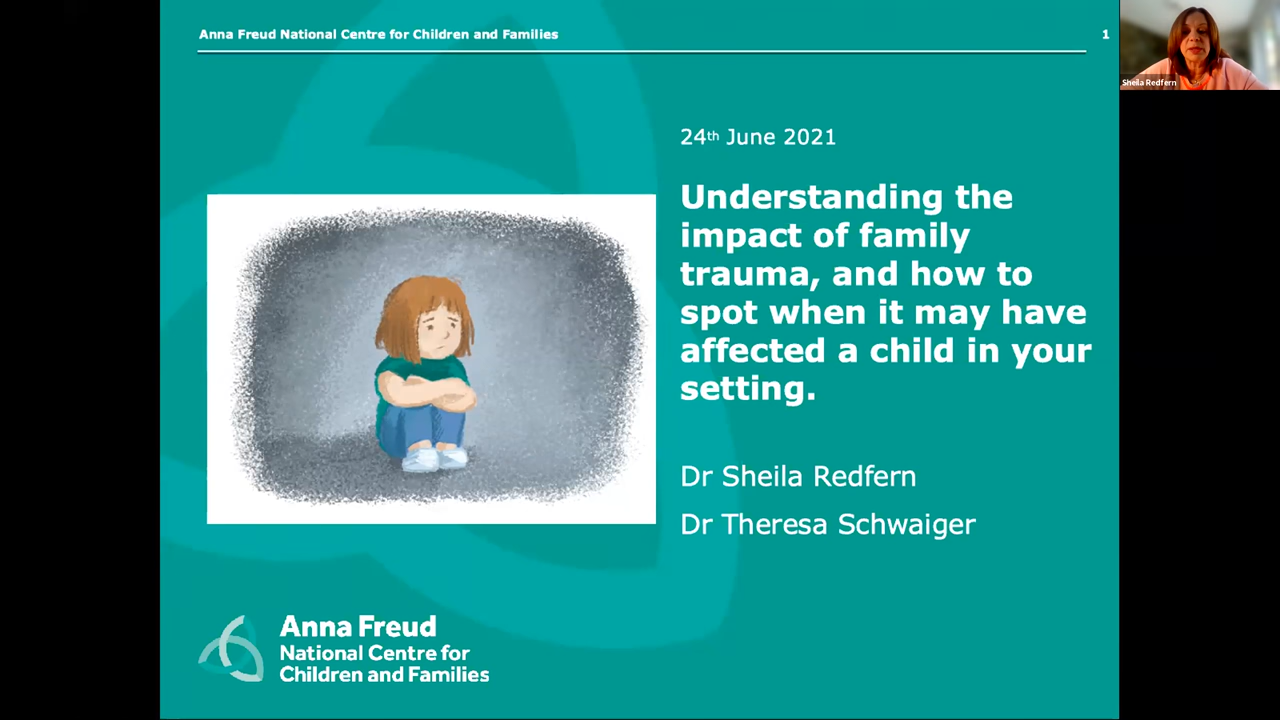 Anna Freud National Centre for Children and Families
1
Sheila Redfern
24th June 2021
Understanding the
impact of family
trauma, and how to
spot when it may have
affected a child in your
setting.
Dr Sheila Redfern
Dr Theresa Schwaiger
Anna Freud
National Centre for
Children and Families